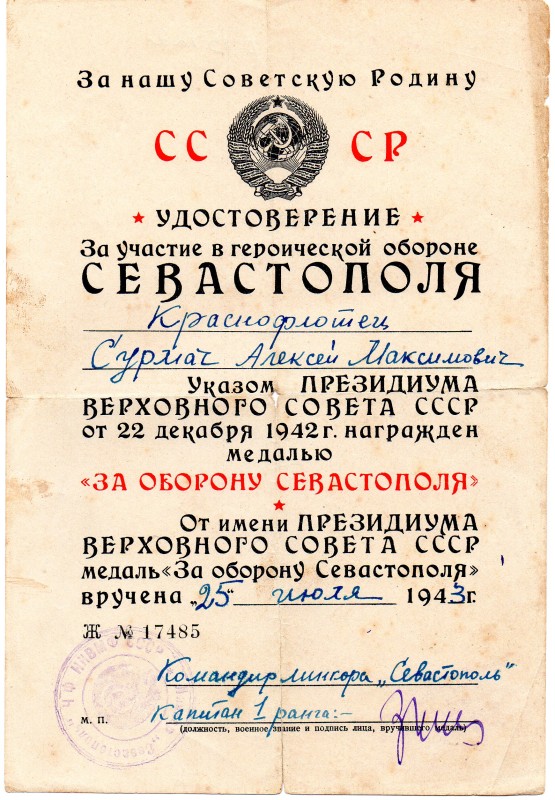 За нашу Советскую Родину
СС СР
УДОСТОВЕРЕНИЕ
За участие в героической обороне
СЕВАСТОПОЛЯ
Краснофлотец
Сурмач Алексей Максимович
Указом ПРЕЗИДИУМА
ВЕРХОВНОГО СОВЕТА СССР
от 22 декабря 1942 г. награжден
медалью
«ЗА ОБОРОНУ СЕВАСТОПОЛЯ»
От имени ПРЕЗИДИУМА
ВЕРХОВНОГО СОВЕТА СССР
медаль «За оборону Севастополя»
вручена „25“ июля 1943 г.
Ж № 17485
Командир линкора „Севастополь"
Капитан 1 ранга:-
М. П. (должность, военное звание и подпись лица, вручившего медаль)